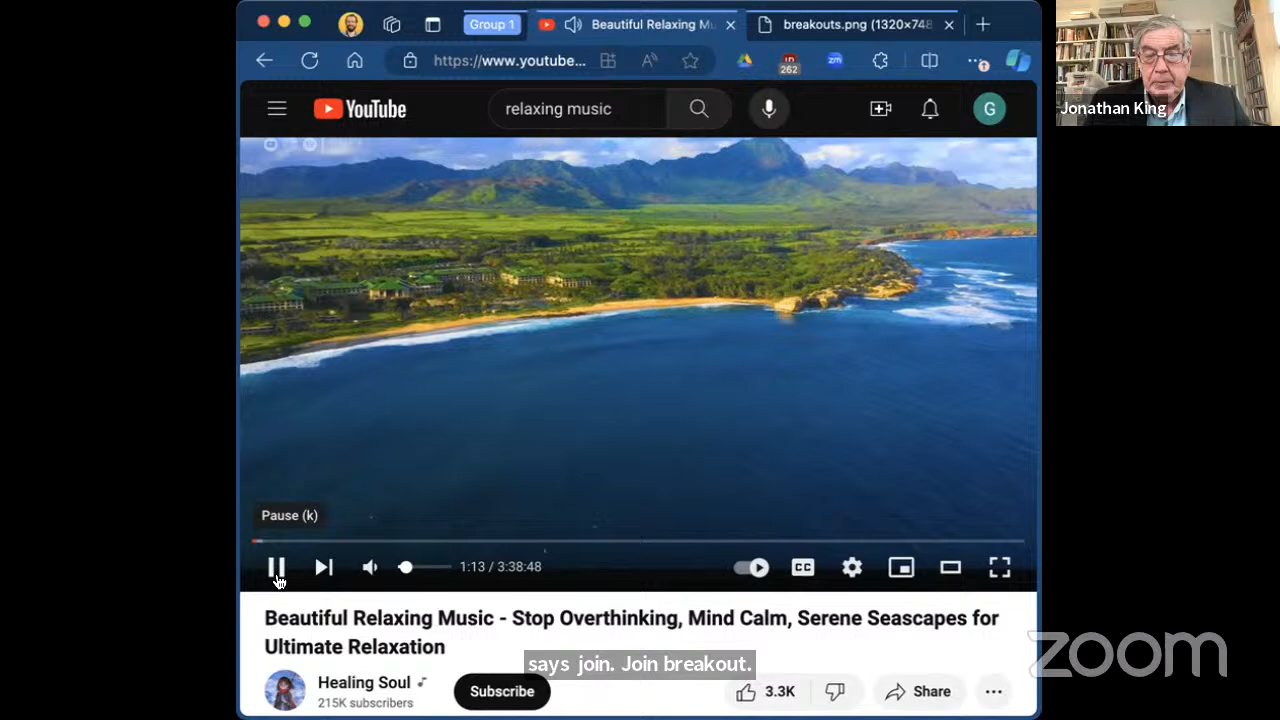 Group 1
Beautiful Relaxing Mu
breakouts.png (1320×748
https://www.youtube...
262
zm
YouTube
relaxing music
G
Jonathan King
Pause (k)
1:13 / 3:38:48
CC
Beautiful Relaxing Music - Stop Overthinking, Mind Calm, Serene Seascapes for
Ultimate Relaxation
says join. Join breakout.
Healing Soul
215K subscribers
Subscribe
3.3K
Share
zoom